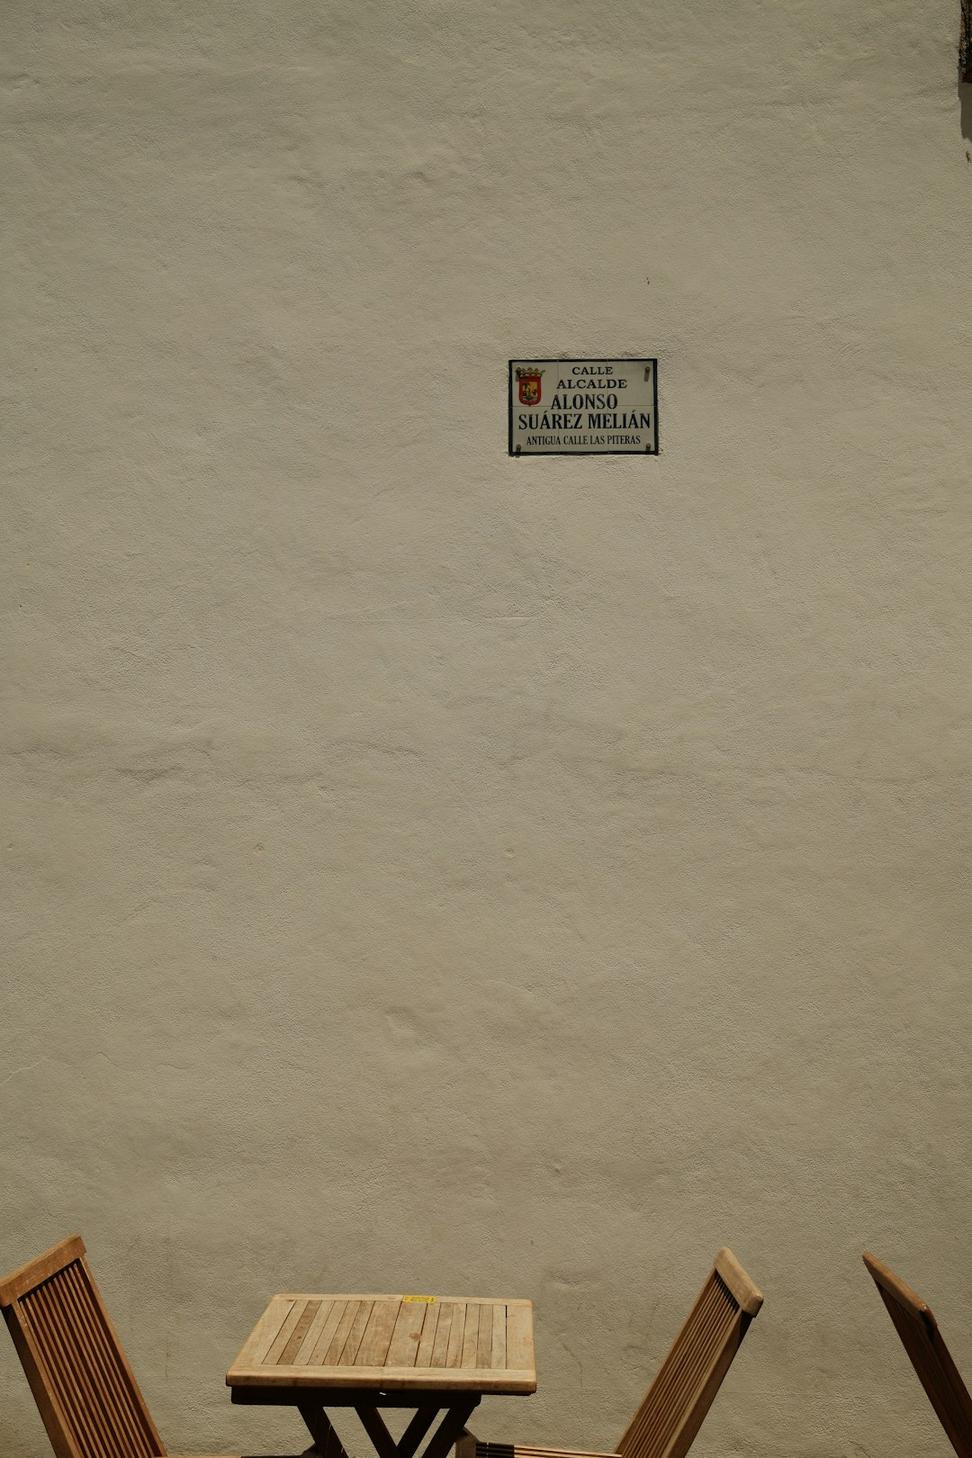 CALLE
ALCALDE
ALONSO
SUÁREZ MELIÁN
ANTIGUA CALLE LAS PITERAS